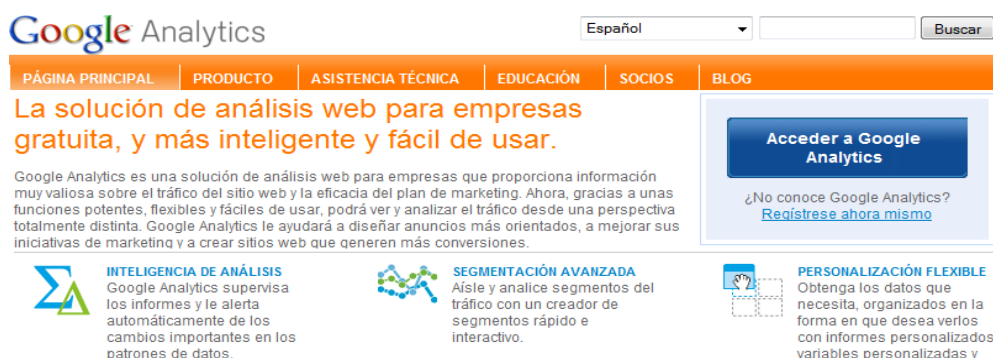 Google Analytics
Español
Buscar
PÁGINA PRINCIPAL PRODUCTO ASISTENCIA TÉCNICA EDUCACIÓN SOCIOS BLOG
La solución de análisis web para empresas
gratuita, y más inteligente y fácil de usar.
Google Analytics es una solución de análisis web para empresas que proporciona información
muy valiosa sobre el tráfico del sitio web y la eficacia del plan de marketing. Ahora, gracias a unas
funciones potentes, flexibles y fáciles de usar, podrá ver y analizar el tráfico desde una perspectiva
totalmente distinta. Google Analytics le ayudará a diseñar anuncios más orientados, a mejorar sus
iniciativas de marketing y a crear sitios web que generen más conversiones.
Acceder a Google
Analytics
¿No conoce Google Analytics?
Regístrese ahora mismo
INTELIGENCIA DE ANÁLISIS
Google Analytics supervisa
los informes y le alerta
automáticamente de los
cambios importantes en los
patrones de datos.
SEGMENTACIÓN AVANZADA
Aísle y analice segmentos del
tráfico con un creador de
segmentos rápido e
interactivo.
PERSONALIZACIÓN FLEXIBLE
Obtenga los datos que
necesita, organizados en la
forma en que desea verlos
con informes personalizados
variables personalizadas y